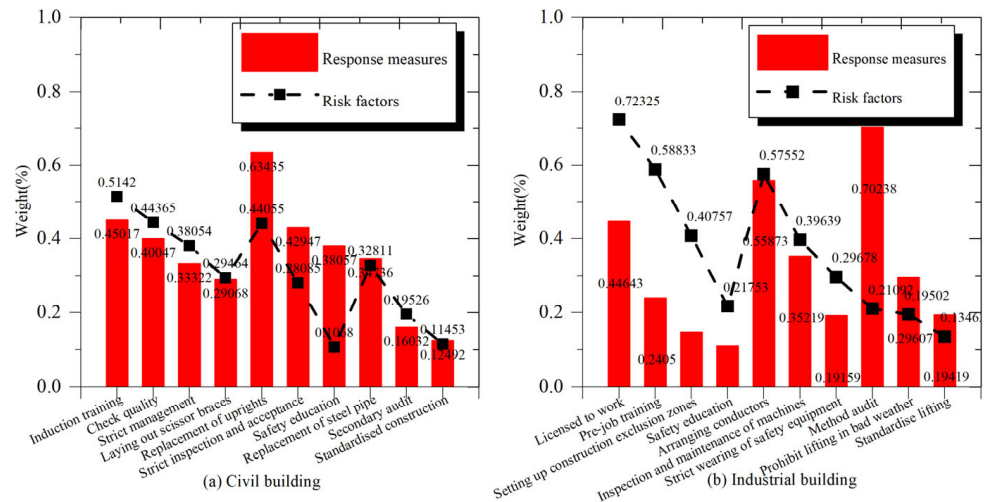 1.0
0.8
0.6
0.4
0.2
0.0
Weight(%)
Response measures
Risk factors
0.5142
0.44365
0.38054
0.29464
0.44055
0.28085
0.32811
0.19526
0.11453
0.45017
0.40047
0.33322
0.29068
0.63435
0.42947
0.38057
0.16032
0.12492
Induction training
Check quality
Strict management
Laying out scissor braces
Replacement of uprights
Strict inspection and acceptance
Safety education
Replacement of steel pipe
Secondary audit
Standardised construction
(a) Civil building
1.0
0.8
0.6
0.4
0.2
0.0
Weight(%)
Response measures
Risk factors
0.72325
0.58833
0.40757
0.21753
0.57552
0.39639
0.29678
0.21092
0.19502
0.1346
0.44643
0.2405
0.55873
0.35219
0.19159
0.70238
0.29607
0.19419
Licensed to work
Pre-job training
Setting up construction exclusion zones
Safety education
Arranging conductors
Inspection and maintenance of machines
Strict wearing of safety equipment
Method audit
Prohibit lifting in bad weather
Standardise lifting
(b) Industrial building